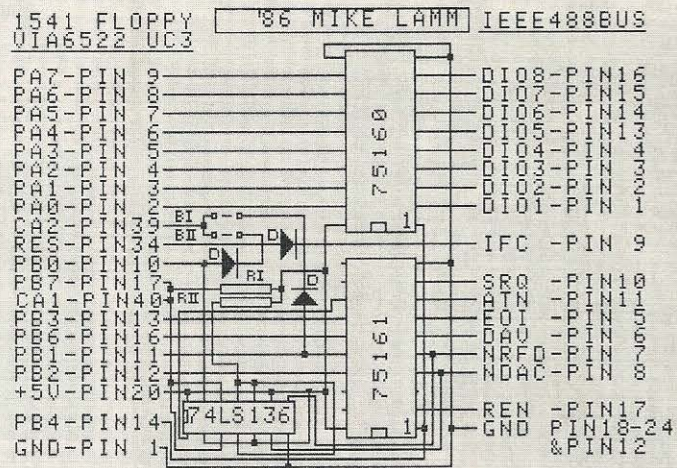 1541 FLOPPY
VIA6522 UC3
'86 MIKE LAMM
IEEE488BUS
PA7-PIN 9
PA6-PIN 8
PA5-PIN 7
PA4-PIN 6
PA3-PIN 5
PA2-PIN 4
PA1-PIN 3
PA0-PIN 2
CA2-PIN39
RES-PIN34
PB0-PIN10
PB7-PIN17
CA1-PIN40
PB3-PIN13
PB6-PIN16
PB1-PIN11
PB2-PIN12
+5V-PIN20
PB4-PIN14
GND-PIN 1
BI
BII
D
D
RI
D
RII
75160
1
75161
1
74LS136
DIO8-PIN16
DIO7-PIN15
DIO6-PIN14
DIO5-PIN13
DIO4-PIN 4
DIO3-PIN 3
DIO2-PIN 2
DIO1-PIN 1
IFC -PIN 9
SRQ -PIN10
ATN -PIN11
EOI -PIN 5
DAV -PIN 6
NRFD-PIN 7
NDAC-PIN 8
REN -PIN17
GND PIN18-24
&PIN12